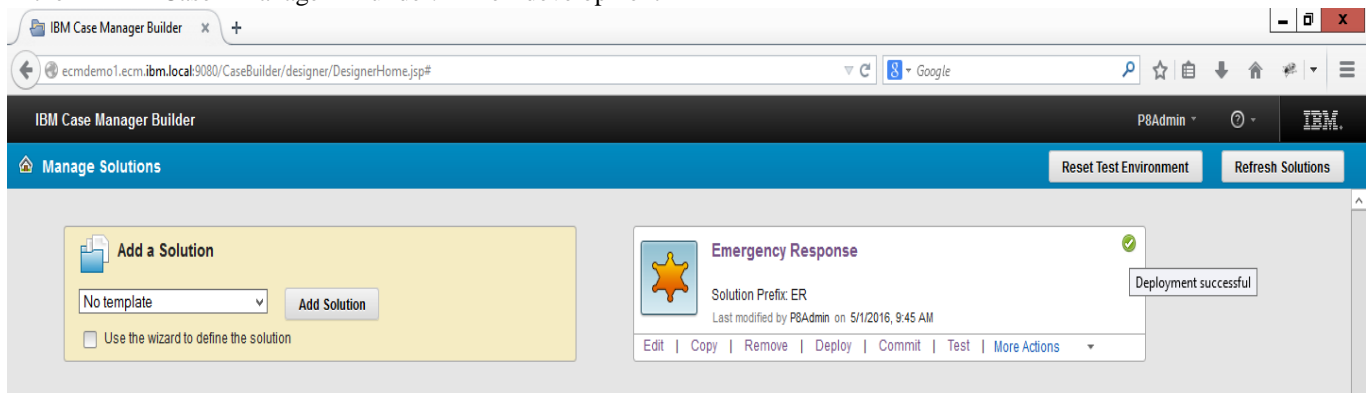 IBM Case Manager Builder x +
ecmdemo1.ecm.ibm.local:9080/CaseBuilder/designer/DesignerHome.jsp#
8 Google
X
IBM Case Manager Builder
P8Admin
?
IBM.
Manage Solutions
Reset Test Environment
Refresh Solutions
Add a Solution
No template
Add Solution
Use the wizard to define the solution
Emergency Response
Solution Prefix: ER
Last modified by P8Admin on 5/1/2016, 9:45 AM
Edit | Copy | Remove | Deploy | Commit | Test | More Actions
Deployment successful